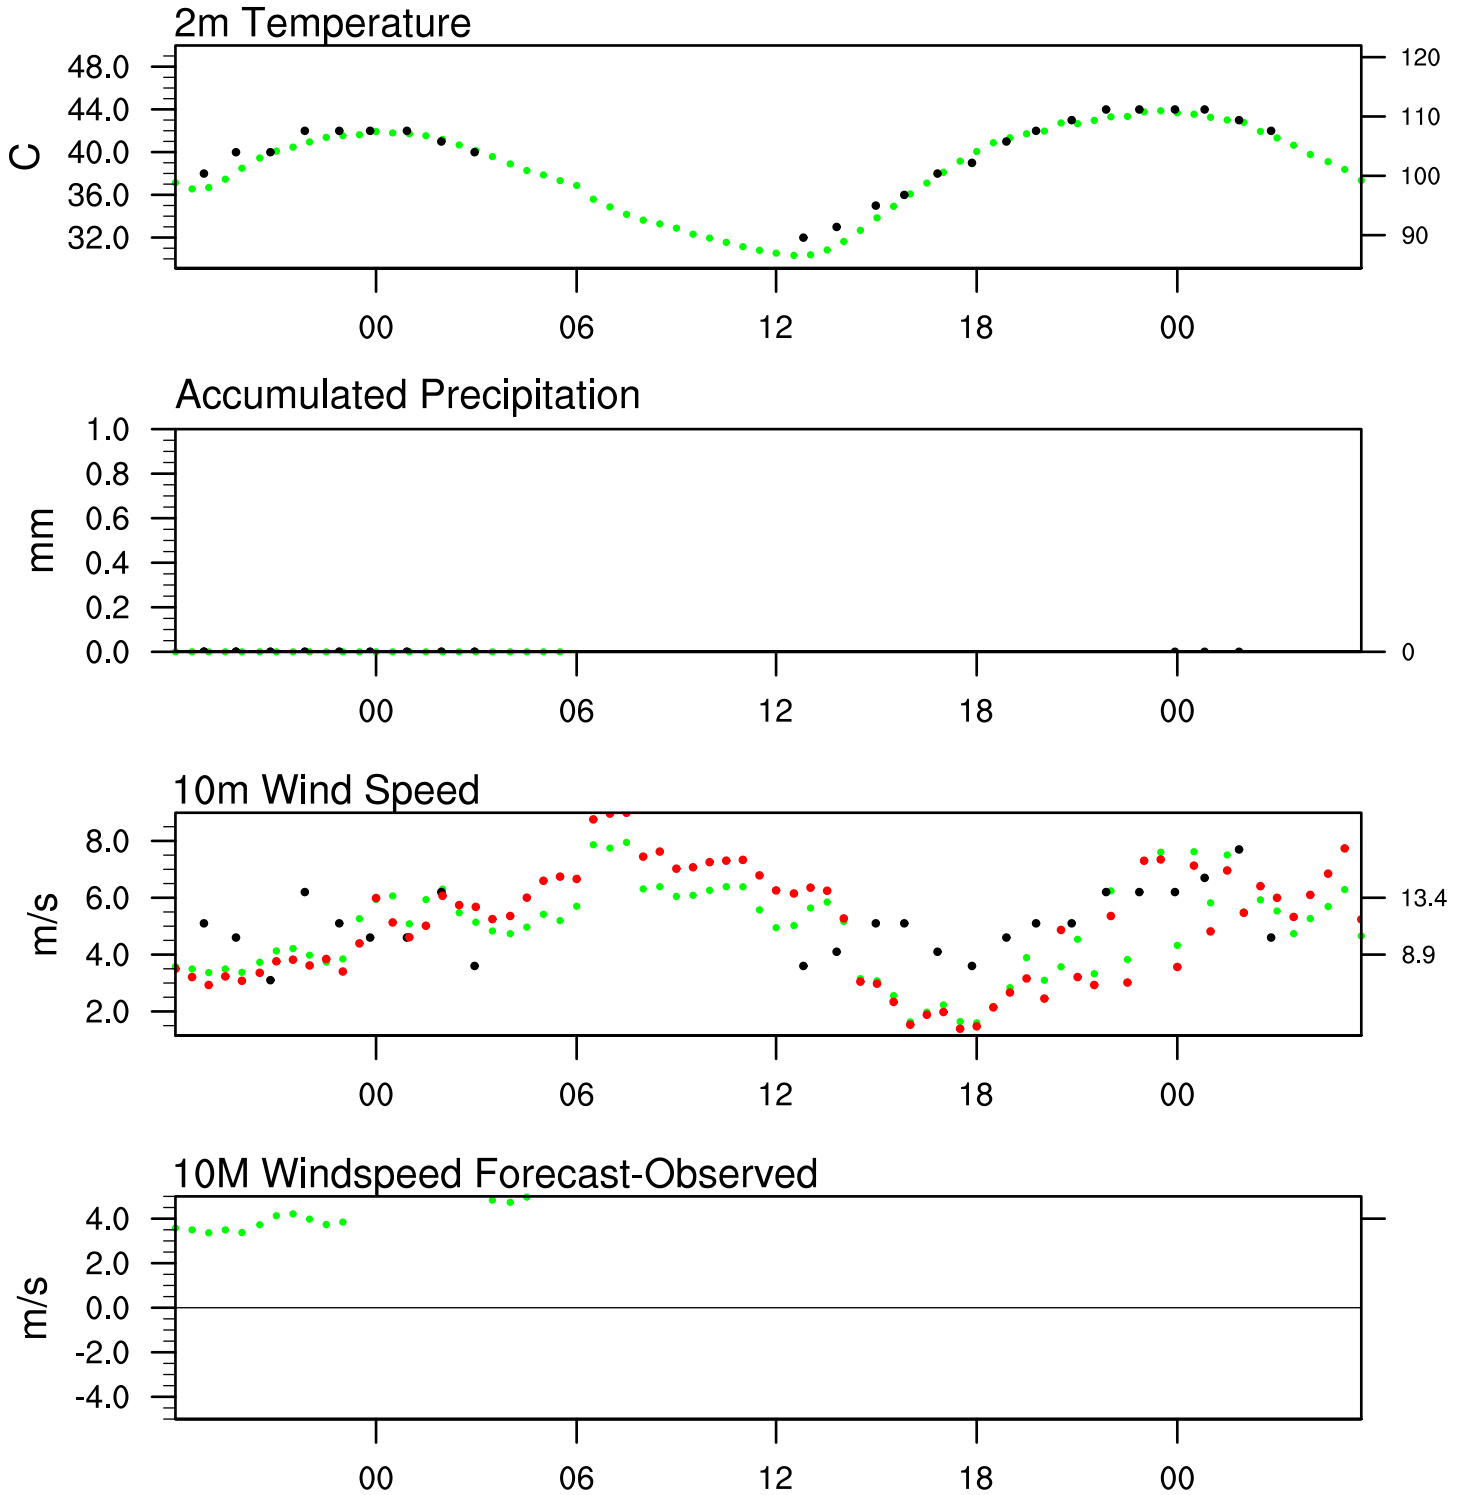 2m Temperature
48.0
44.0
40.0
36.0
32.0
C
120
110
100
90
00 06 12 18 00
Accumulated Precipitation
1.0
0.8
0.6
0.4
0.2
0.0
mm
0
00 06 12 18 00
10m Wind Speed
8.0
6.0
4.0
2.0
m/s
13.4
8.9
00 06 12 18 00
10M Windspeed Forecast-Observed
4.0
2.0
0.0
-2.0
-4.0
m/s
00 06 12 18 00